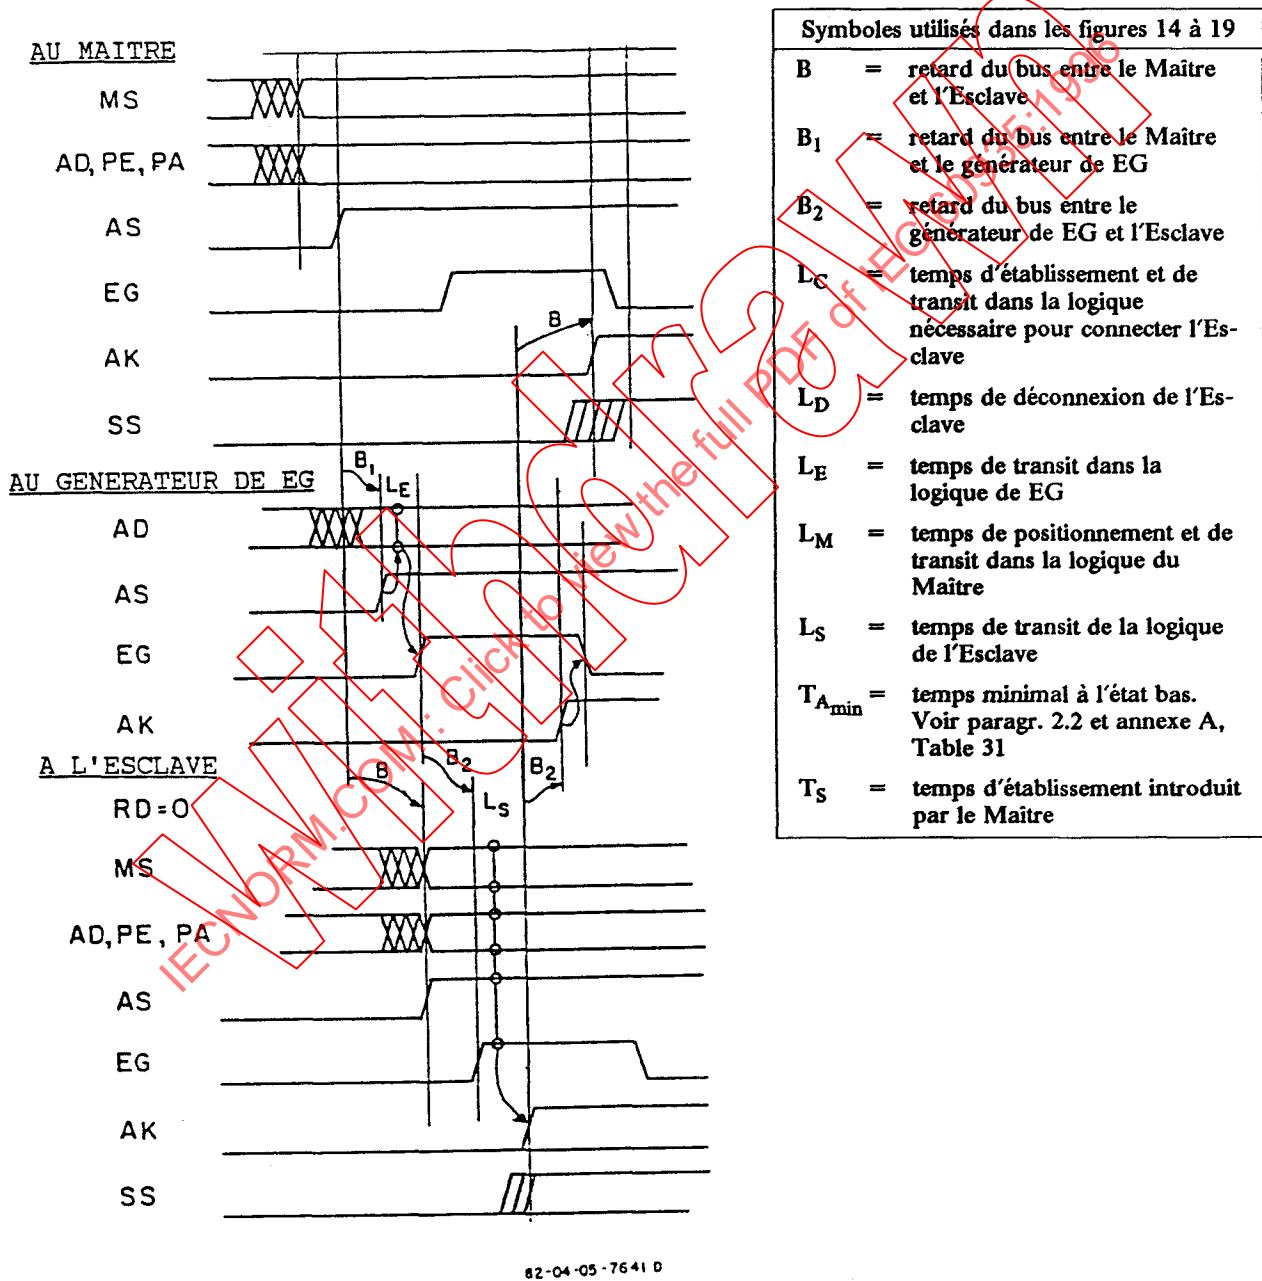 AU MAITRE
MS
AD, PE, PA
AS
EG
B
AK
SS
B1
AU GENERATEUR DE EG
LE
AD
AS
EG
AK
A L'ESCLAVE
B
B2
B2
LS
RD=0
MS
AD, PE, PA
AS
EG
AK
SS
82-04-05-7641 D
Symboles utilisés dans les figures 14 à 19
B = retard du bus entre le Maître
et l'Esclave
B1 = retard du bus entre le Maître
et le générateur de EG
B2 = retard du bus entre le
générateur de EG et l'Esclave
LC = temps d'établissement et de
transit dans la logique
nécessaire pour connecter l'Es-
clave
LD = temps de déconnexion de l'Es-
clave
LE = temps de transit dans la
logique de EG
LM = temps de positionnement et de
transit dans la logique du
Maître
LS = temps de transit de la logique
de l'Esclave
TAmin = temps minimal à l'état bas.
Voir paragr. 2.2 et annexe A,
Table 31
TS = temps d'établissement introduit
par le Maître
Withdrawn
IECNORM.COM: Click to view the full PDF of IEC 60935:1996